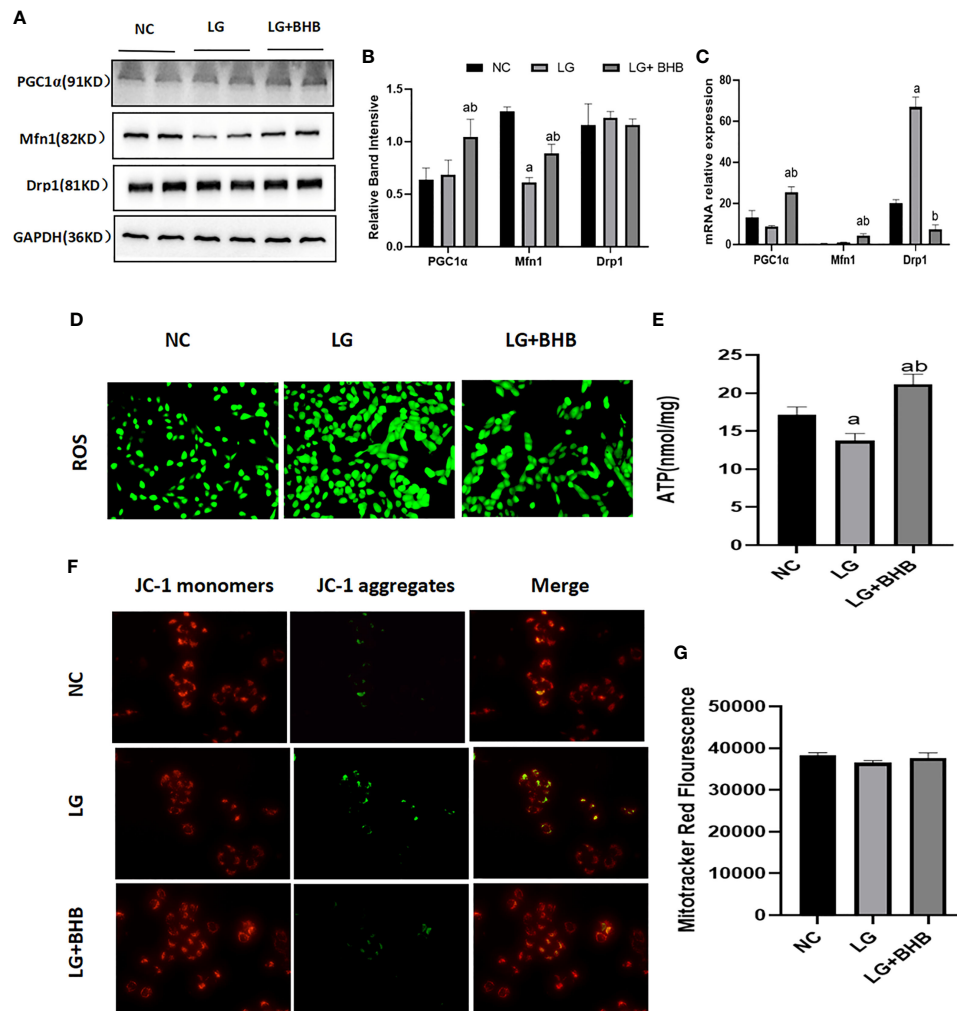 A
NC LG LG+BHB
PGC1α(91KD)
Mfn1(82KD)
Drp1(81KD)
GAPDH(36KD)
B
NC LG LG+ BHB
Relative Band Intensive
1.5
1.0
0.5
0.0
ab
a
ab
PGC1α Mfn1 Drp1
C
mRNA relative expression
80
60
40
20
0
ab
ab
a
b
PGC1α Mfn1 Drp1
D
NC LG LG+BHB
ROS
E
ATP(nmol/mg)
25
20
15
10
5
0
a
ab
NC LG LG+BHB
F
JC-1 monomers JC-1 aggregates Merge
NC
LG
LG+BHB
G
Mitotracker Red Flourescence
50000
40000
30000
20000
10000
0
NC LG LG+BHB